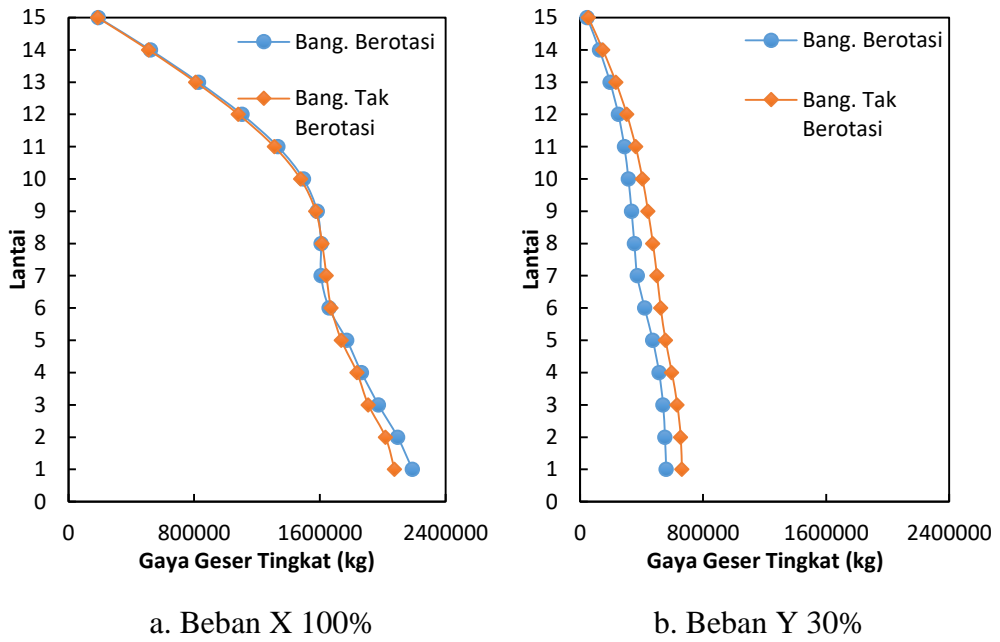 15
14
13
12
11
10
9
8
7
6
5
4
3
2
1
0
Lantai
Bang. Berotasi
Bang. Tak
Berotasi
0 800000 1600000 2400000
Gaya Geser Tingkat (kg)
a. Beban X 100%
15
14
13
12
11
10
9
8
7
6
5
4
3
2
1
0
Lantai
Bang. Berotasi
Bang. Tak
Berotasi
0 800000 1600000 2400000
Gaya Geser Tingkat (kg)
b. Beban Y 30%